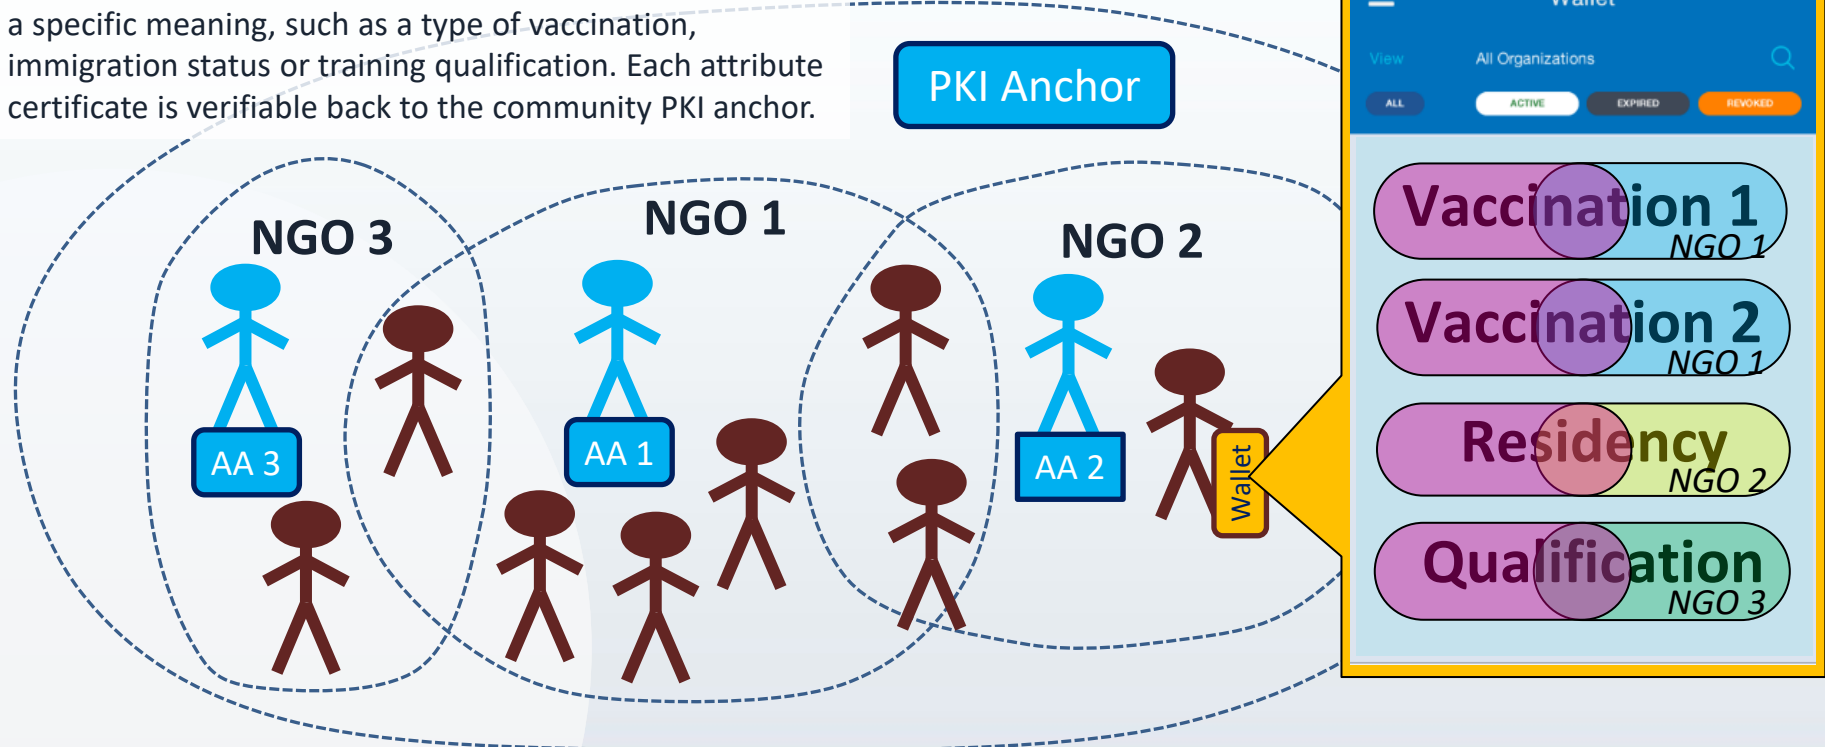 a specific meaning, such as a type of vaccination,
immigration status or training qualification. Each attribute
certificate is verifiable back to the community PKI anchor.
PKI Anchor
NGO 3
NGO 1
NGO 2
AA 3
AA 1
AA 2
Wallet
Wallet
View
All Organizations
ALL
ACTIVE
EXPIRED
REVOKED
Vaccination 1
NGO 1
Vaccination 2
NGO 1
Residency
NGO 2
Qualification
NGO 3